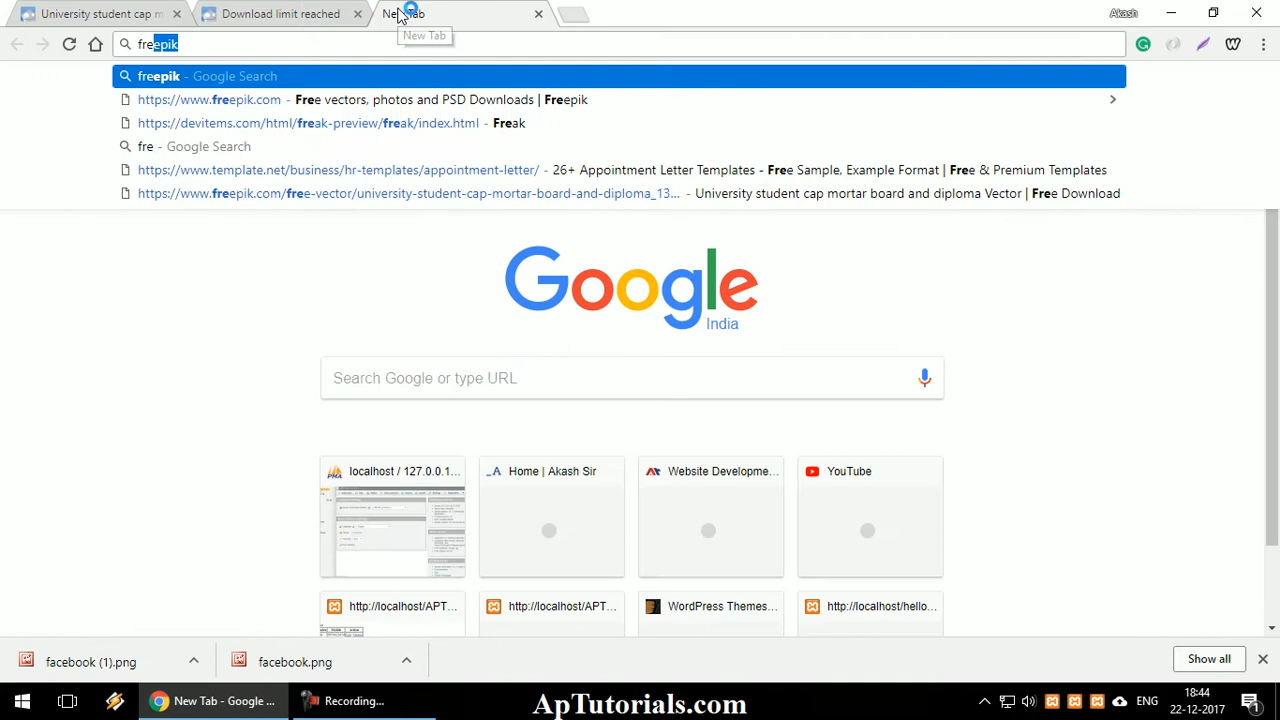 University student cap m
Download limit reached
New Tab
Akash
New Tab
freepik
freepik - Google Search
https://www.freepik.com - Free vectors, photos and PSD Downloads | Freepik
https://devitems.com/html/freak-preview/freak/index.html - Freak
fre - Google Search
https://www.template.net/business/hr-templates/appointment-letter/ - 26+ Appointment Letter Templates - Free Sample, Example Format | Free & Premium Templates
https://www.freepik.com/free-vector/university-student-cap-mortar-board-and-diploma_13... - University student cap mortar board and diploma Vector | Free Download
Google
India
Search Google or type URL
localhost / 127.0.0.1...
Home | Akash Sir
Website Developme...
YouTube
http://localhost/APT...
http://localhost/APT...
WordPress Themes...
http://localhost/hello...
facebook (1).png
facebook.png
Show all
New Tab - Google ...
Recording...
ApTutorials.com
ENG
18:44
22-12-2017